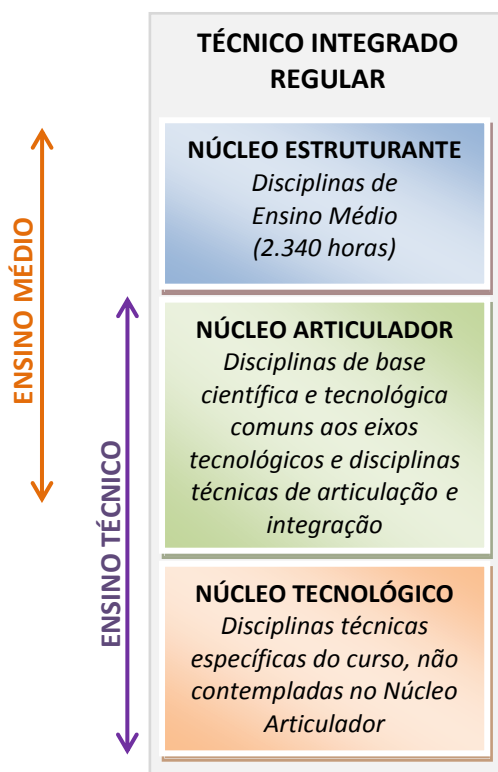 TÉCNICO INTEGRADO
REGULAR
ENSINO MÉDIO
ENSINO TÉCNICO
NÚCLEO ESTRUTURANTE
Disciplinas de
Ensino Médio
(2.340 horas)
NÚCLEO ARTICULADOR
Disciplinas de base
científica e tecnológica
comuns aos eixos
tecnológicos e disciplinas
técnicas de articulação e
integração
NÚCLEO TECNOLÓGICO
Disciplinas técnicas
específicas do curso, não
contempladas no Núcleo
Articulador